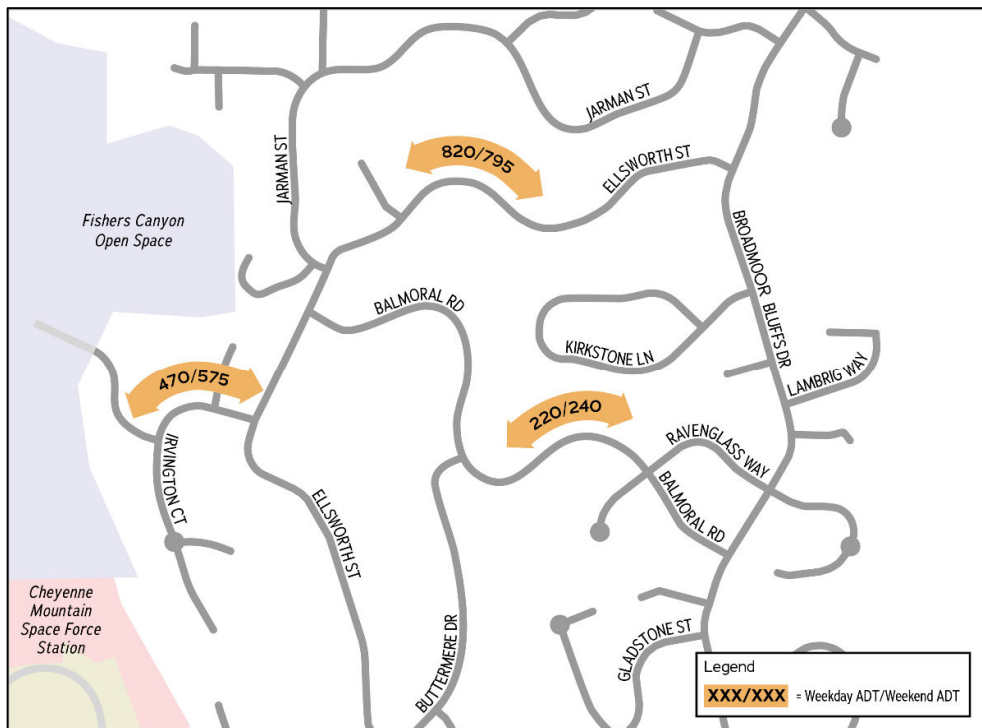 JARMAN ST
JARMAN ST
820/795
ELLSWORTH ST
Fishers Canyon
Open Space
BROADMOOR BLUFFS DR
BALMORAL RD
KIRKSTONE LN
LAMBRIG WAY
470/575
220/240
RAVENGLASS WAY
IRVINGTON CT
ELLSWORTH ST
BALMORAL RD
Cheyenne
Mountain
Space Force
Station
BUTTERMERE DR
GLADSTONE ST
Legend
XXX/XXX = Weekday ADT/Weekend ADT